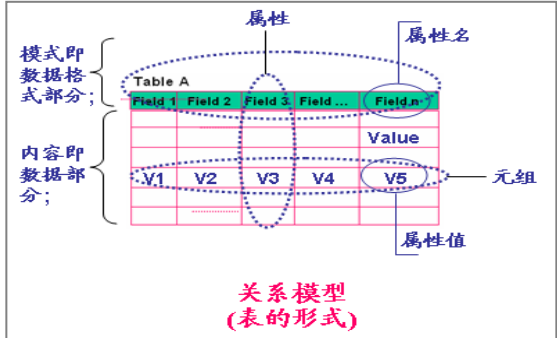 属性
属性名
模式即
数据格
式部分;
Table A
Field 1 Field 2 Field 3 Field ... Field n
Value
内容即
数据部
分;
V1 V2 V3 V4 V5
元组
属性值
关系模型
(表的形式)